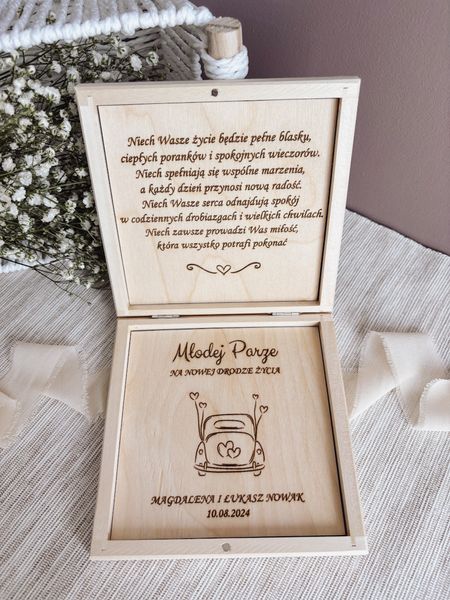 Niech Wasze życie będzie pełne blasku,
ciepłych poranków i spokojnych wieczorów.
Niech spełniają się wspólne marzenia,
a każdy dzień przynosi nową radość.
Niech Wasze serca odnajdują spokój
w codziennych drobiazgach i wielkich chwilach.
Niech zawsze prowadzi Was miłość,
która wszystko potrafi pokonać
Młodej Parze
NA NOWEJ DRODZE ŻYCIA
MAGDALENA I ŁUKASZ NOWAK
10.08.2024